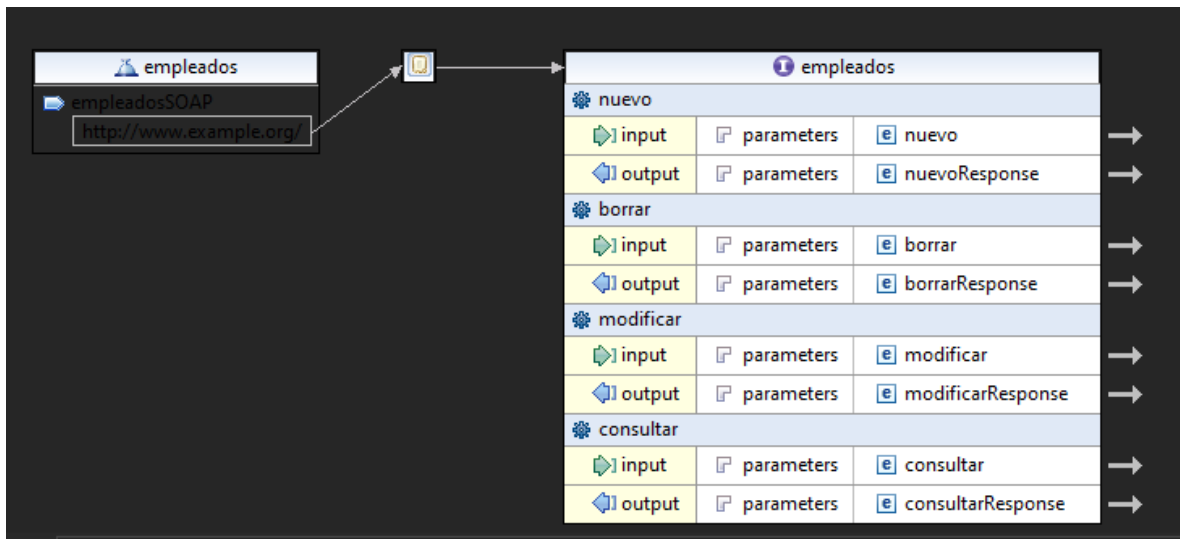 empleados
empleadosSOAP
http://www.example.org/
empleados
nuevo
input parameters nuevo
output parameters nuevoResponse
borrar
input parameters borrar
output parameters borrarResponse
modificar
input parameters modificar
output parameters modificarResponse
consultar
input parameters consultar
output parameters consultarResponse